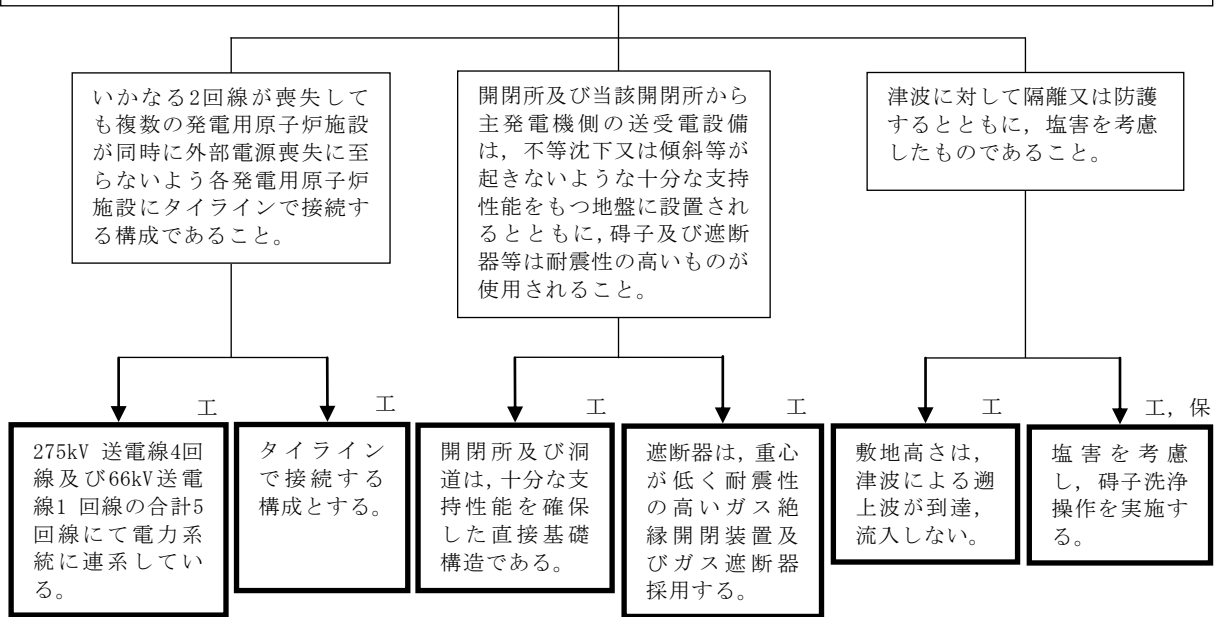 いかなる2回線が喪失して
も複数の発電用原子炉施設
が同時に外部電源喪失に至
らないよう各発電用原子炉
施設にタイラインで接続す
る構成であること。
開閉所及び当該開閉所から
主発電機側の送受電設備
は，不等沈下又は傾斜等が
起きないような十分な支持
性能をもつ地盤に設置され
るとともに，碍子及び遮断
器等は耐震性の高いものが
使用されること。
津波に対して隔離又は防護
するとともに，塩害を考慮
したものであること。
工
275kV 送電線4回
線及び66kV送電
線1 回線の合計5
回線にて電力系
統に連系してい
る。
工
タイライン
で接続する
構成とする。
工
開閉所及び洞
道は，十分な支
持性能を確保
した直接基礎
構造である。
工
遮断器は，重心
が低く耐震性
の高いガス絶
縁開閉装置及
びガス遮断器
採用する。
工
敷地高さは，
津波による遡
上波が到達，
流入しない。
工，保
塩害を考慮
し，碍子洗浄
操作を実施す
る。